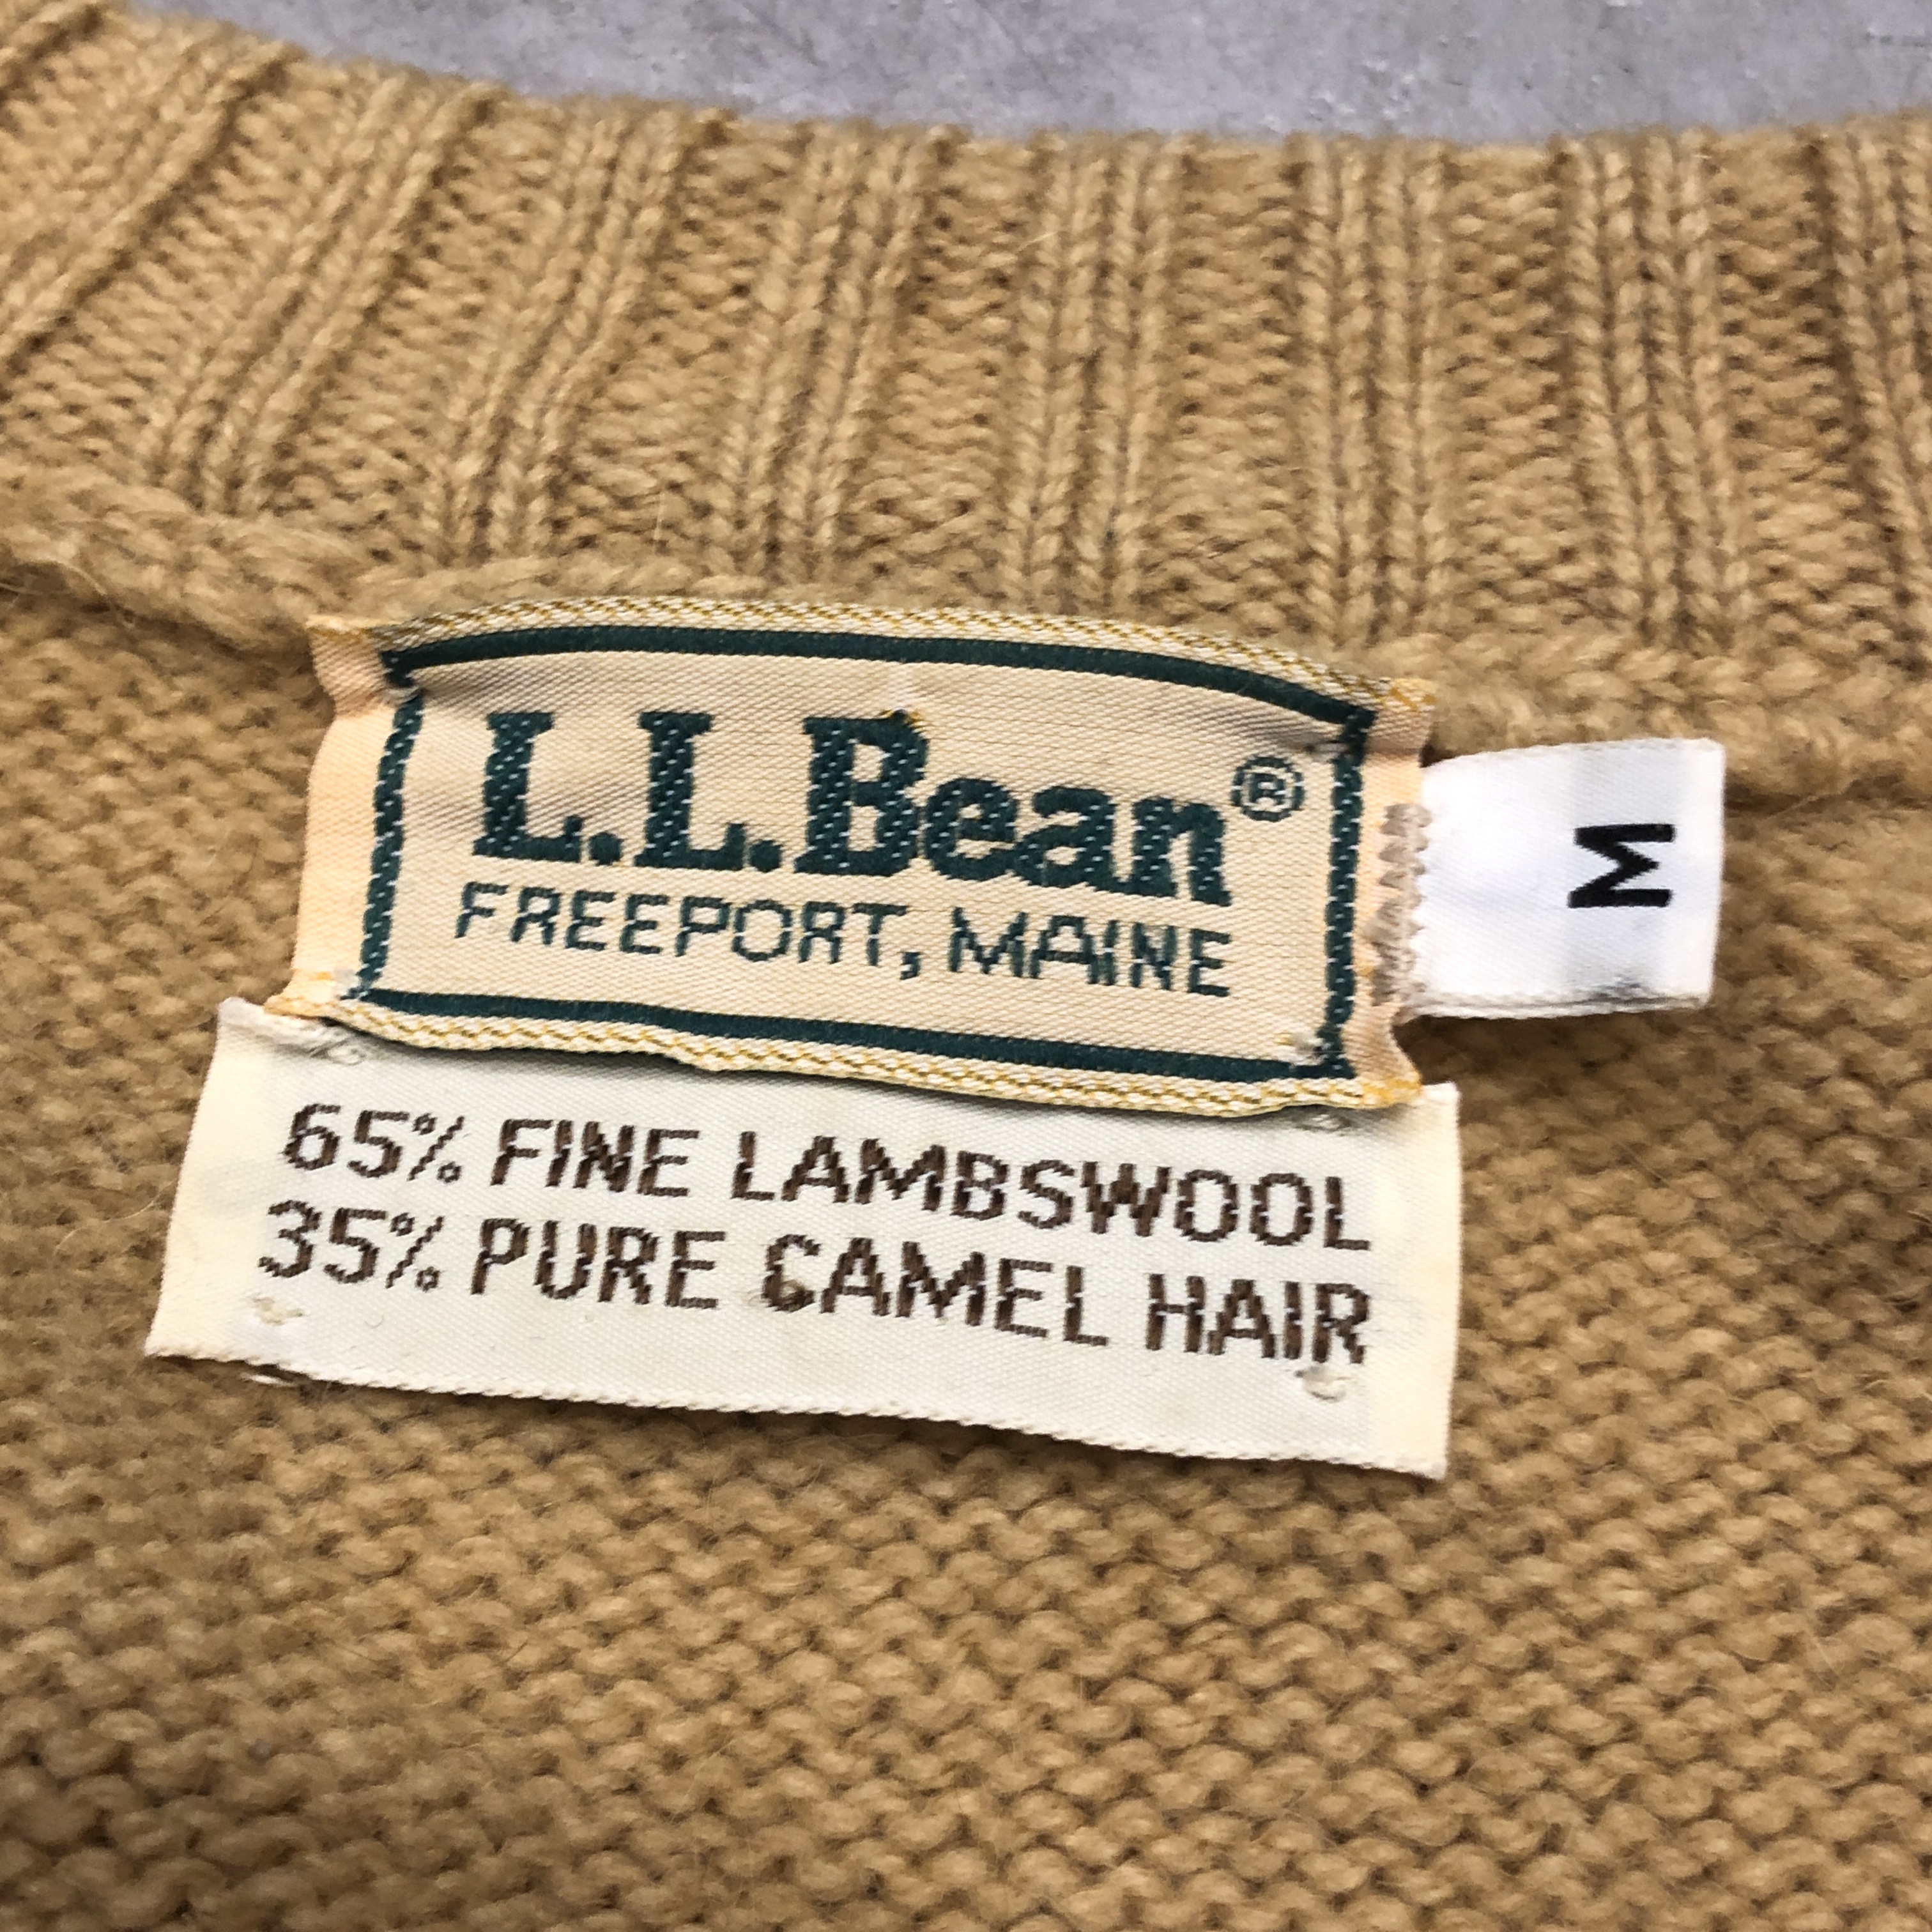 L.L.Bean®
FREEPORT, MAINE
M
65% FINE LAMBSWOOL
35% PURE CAMEL HAIR